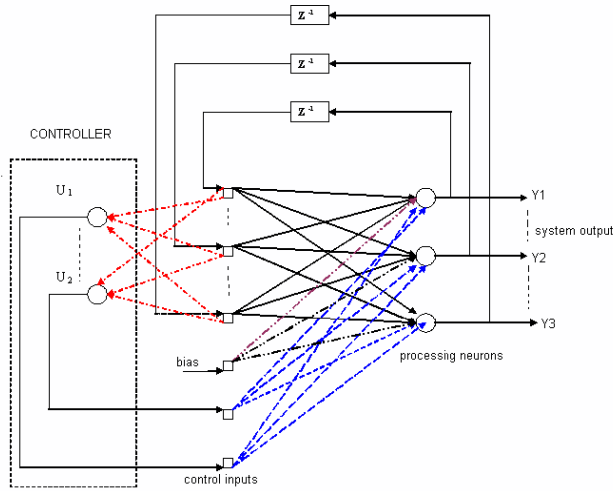 Z⁻¹
Z⁻¹
Z⁻¹
CONTROLLER
U₁
U₂
Y1
system output
Y2
Y3
processing neurons
bias
control inputs